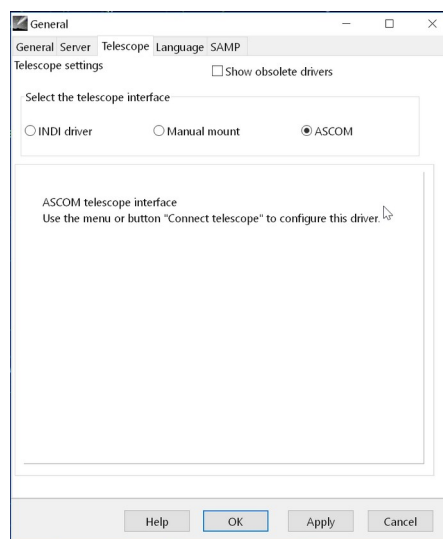 General
General Server Telescope Language SAMP
Telescope settings
Show obsolete drivers
Select the telescope interface
INDI driver Manual mount ASCOM
ASCOM telescope interface
Use the menu or button "Connect telescope" to configure this driver.
Help OK Apply Cancel